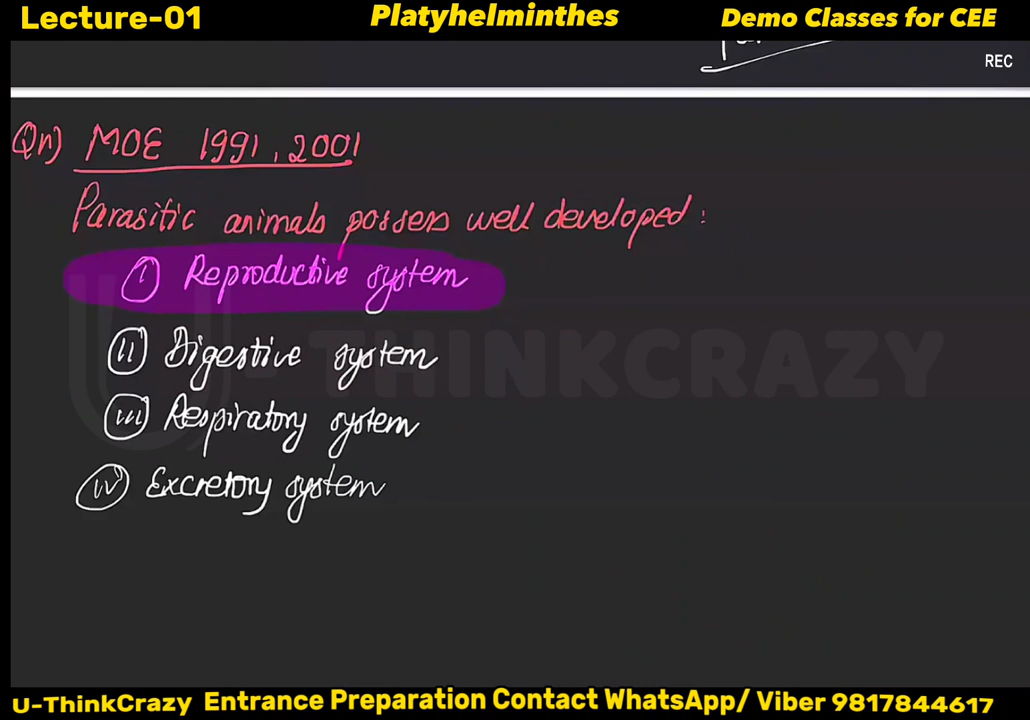 Lecture-01 Platyhelminthes Demo Classes for CEE
REC
Qn) MOE 1991, 2001
Parasitic animals possess well developed :
(i) Reproductive system
(ii) Digestive system
U-THINKCRAZY
(iii) Respiratory system
(iv) Excretory system
U-ThinkCrazy Entrance Preparation Contact WhatsApp/ Viber 9817844617